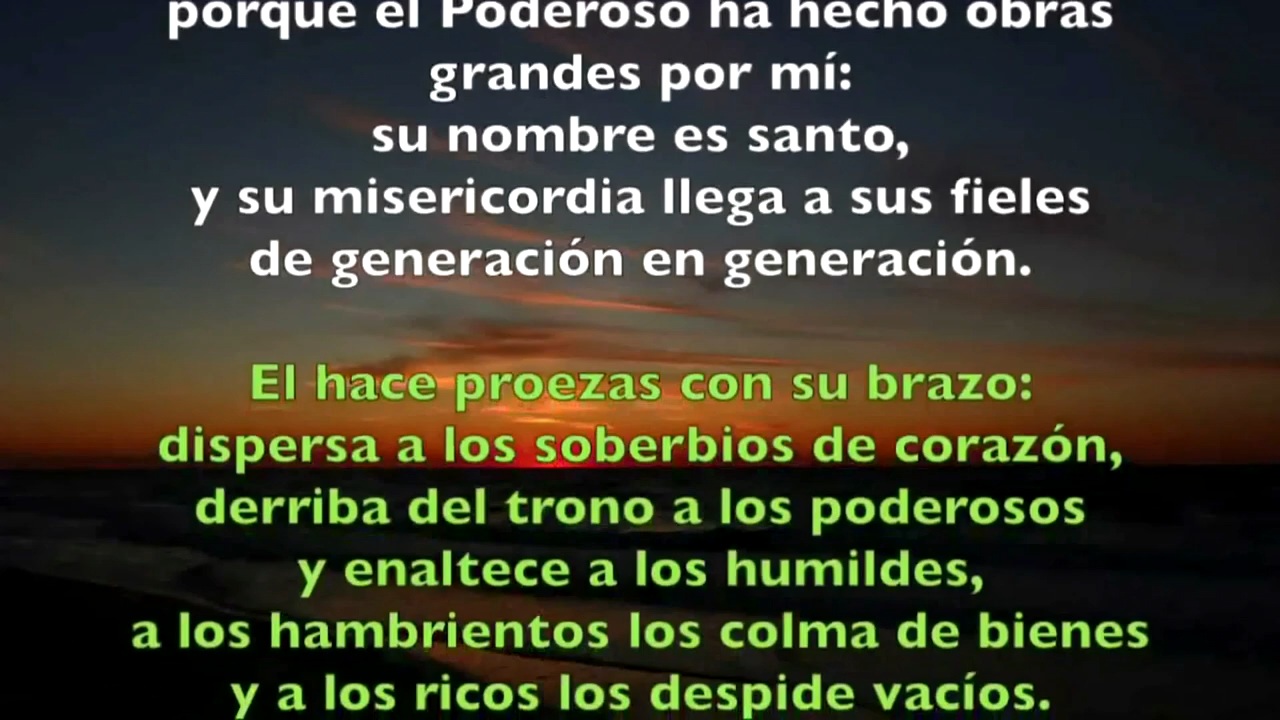 porque el Poderoso ha hecho obras
grandes por mí:
su nombre es santo,
y su misericordia llega a sus fieles
de generación en generación.
El hace proezas con su brazo:
dispersa a los soberbios de corazón,
derriba del trono a los poderosos
y enaltece a los humildes,
a los hambrientos los colma de bienes
y a los ricos los despide vacíos.